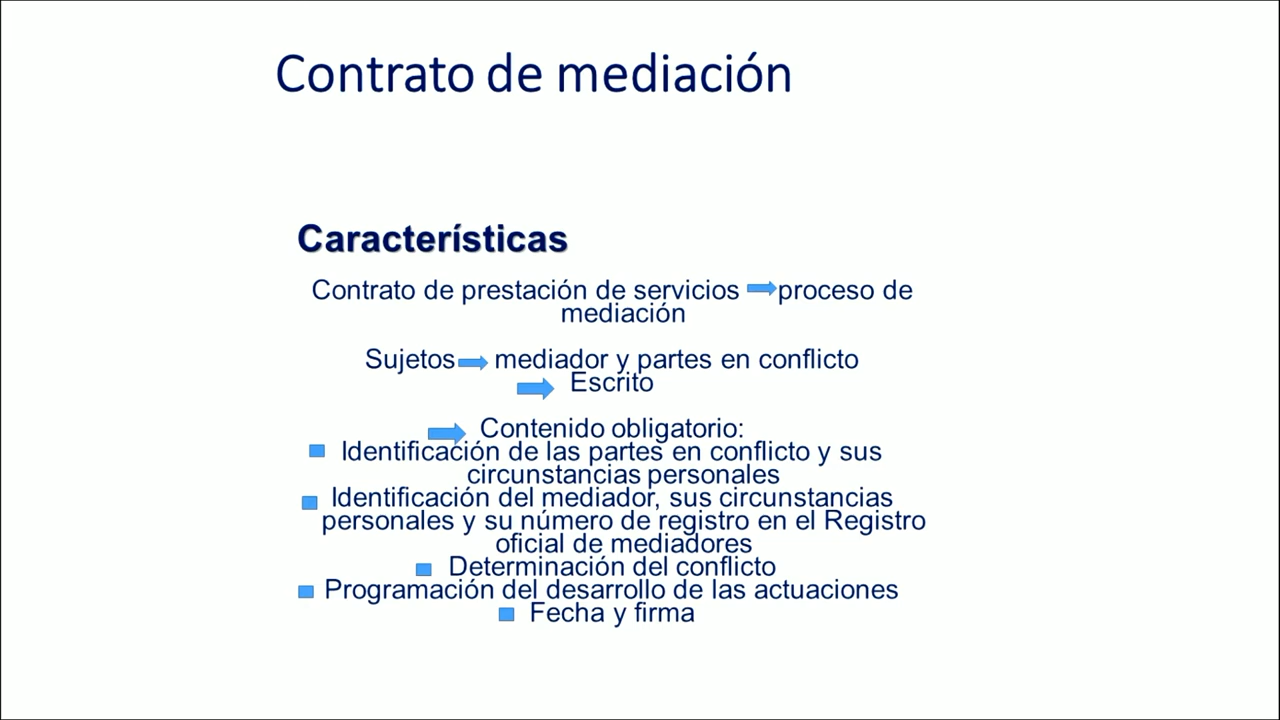 Contrato de mediación
Características
Contrato de prestación de servicios proceso de
mediación
Sujetos mediador y partes en conflicto
Escrito
Contenido obligatorio:
Identificación de las partes en conflicto y sus
circunstancias personales
Identificación del mediador, sus circunstancias
personales y su número de registro en el Registro
oficial de mediadores
Determinación del conflicto
Programación del desarrollo de las actuaciones
Fecha y firma